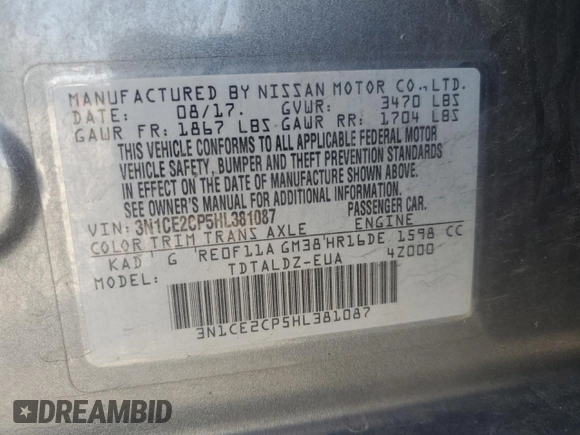 MANUFACTURED BY NISSAN MOTOR CO.,LTD.
DATE: 08/17. GVWR: 3470 LBS
GAWR FR: 1867 LBS GAWR RR: 1704 LBS
THIS VEHICLE CONFORMS TO ALL APPLICABLE FEDERAL MOTOR
VEHICLE SAFETY, BUMPER AND THEFT PREVENTION STANDARDS
IN EFFECT ON THE DATE OF MANUFACTURE SHOWN ABOVE.
SEE OWNER'S MANUAL FOR ADDITIONAL INFORMATION.
VIN: 3N1CE2CP5HL381087 PASSENGER CAR.
COLOR TRIM TRANS AXLE ENGINE
KAD G RE0F11A GM38 HR16DE 1598 CC
MODEL: TDTALDZ-EUA 4Z000
3N1CE2CP5HL381087
DREAMBID